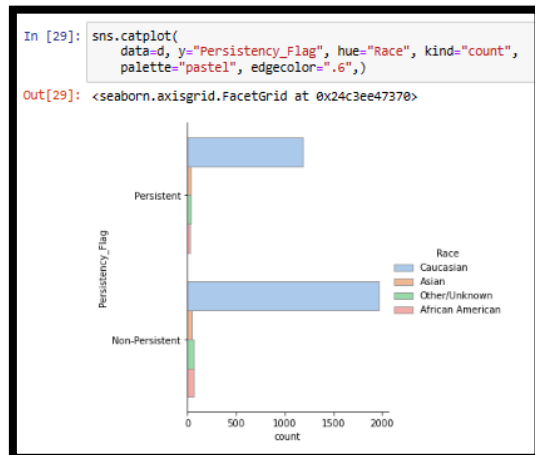 In [29]: sns.catplot(
data=d, y="Persistency_Flag", hue="Race", kind="count",
palette="pastel", edgecolor=".6",)
Out[29]: <seaborn.axisgrid.FacetGrid at 0x24c3ee47370>
Persistent
Persistency_Flag
Non-Persistent
Race
Caucasian
Asian
Other/Unknown
African American
0 500 1000 1500 2000
count